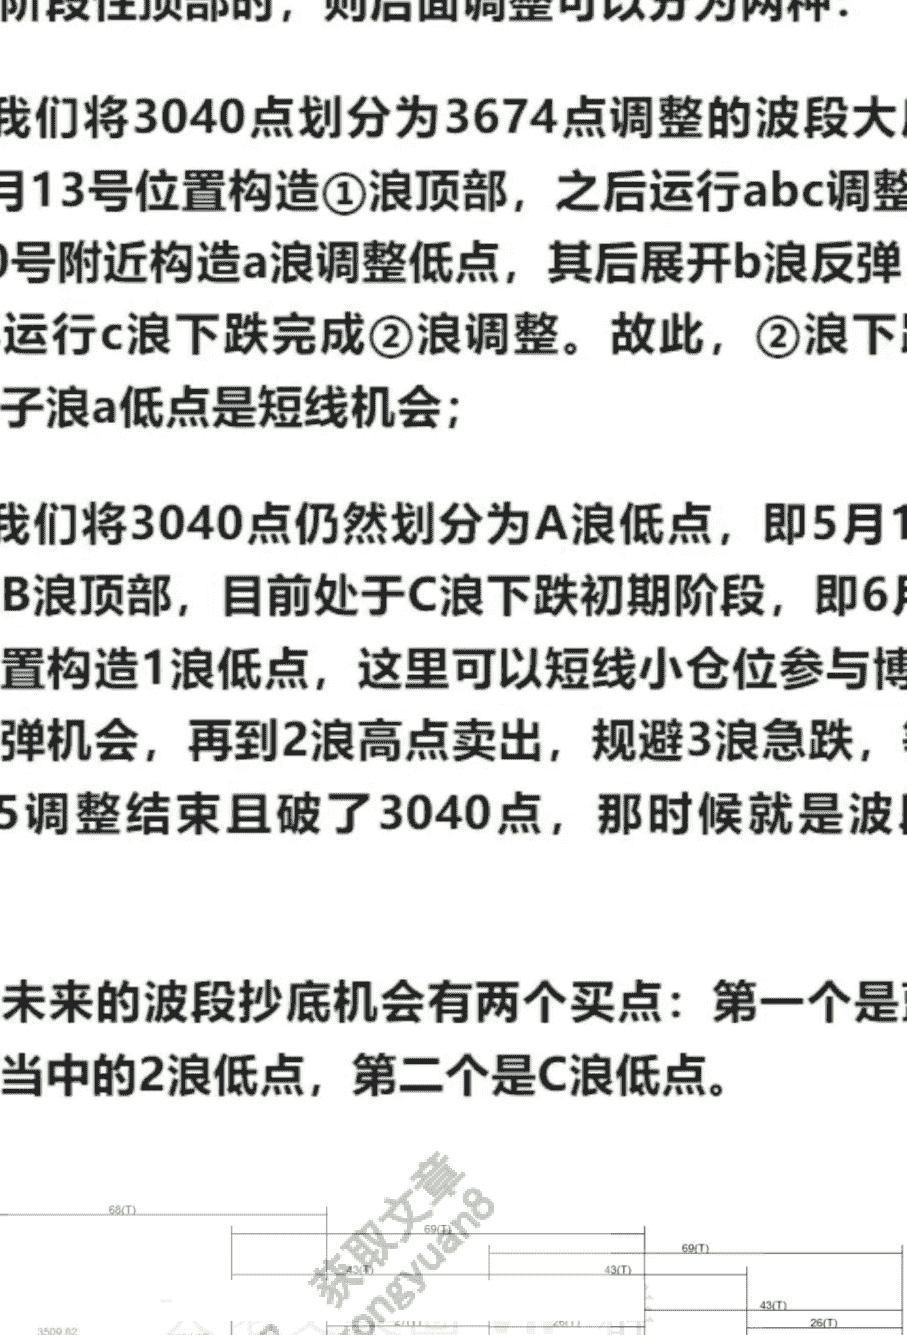 阶段性顶部的，则后面调整可以分为两种：
我们将3040点划分为3674点调整的波段大
月13号位置构造①浪顶部，之后运行abc调整
0号附近构造a浪调整低点，其后展开b浪反弹
运行c浪下跌完成②浪调整。故此，②浪下跌
子浪a低点是短线机会；
我们将3040点仍然划分为A浪低点，即5月1
B浪顶部，目前处于C浪下跌初期阶段，即6月
置构造1浪低点，这里可以短线小仓位参与博
弹机会，再到2浪高点卖出，规避3浪急跌，
5调整结束且破了3040点，那时候就是波段
未来的波段抄底机会有两个买点：第一个是
当中的2浪低点，第二个是C浪低点。
获取文章
ongyuan8
68(T)
69(T)
69(T)
43(T)
43(T)
43(T)
26(T)
3509.82